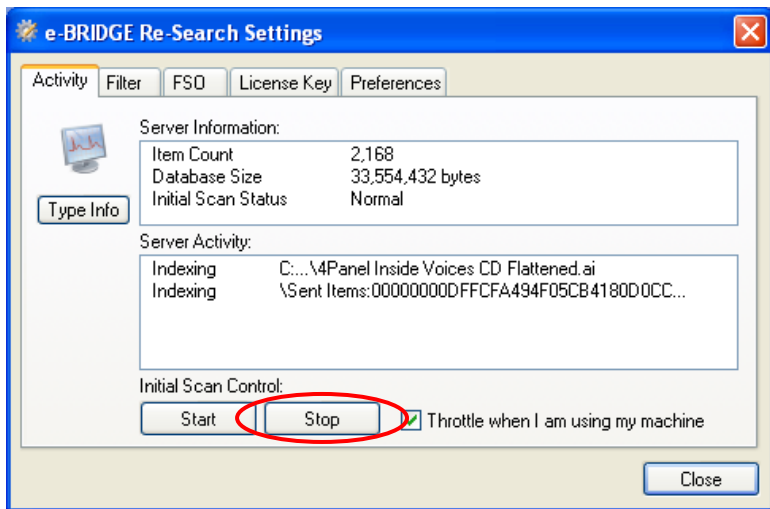 e-BRIDGE Re-Search Settings
Activity Filter FSO License Key Preferences
Server Information:
Item Count 2,168
Database Size 33,554,432 bytes
Initial Scan Status Normal
Type Info
Server Activity:
Indexing C:...\4Panel Inside Voices CD Flattened.ai
Indexing \Sent Items:00000000DFFCFA494F05CB4180D0CC...
Initial Scan Control:
Start Stop Throttle when I am using my machine
Close